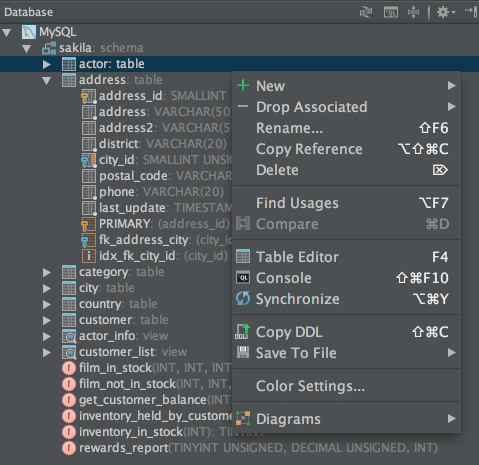 Database
MySQL
sakila: schema
actor: table
address: table
address_id: SMALLINT
address: VARCHAR(50)
address2: VARCHAR(50
district: VARCHAR(20)
city_id: SMALLINT UNSIG
postal_code: VARCHAR
phone: VARCHAR(20)
last_update: TIMESTAM
PRIMARY: (address_id)
fk_address_city: (city_id
idx_fk_city_id: (city_id)
category: table
city: table
country: table
customer: table
actor_info: view
customer_list: view
film_in_stock(INT, INT, INT
film_not_in_stock(INT, INT,
get_customer_balance(INT
inventory_held_by_custome
inventory_in_stock(INT): TINYINT
rewards_report(TINYINT UNSIGNED, DECIMAL UNSIGNED, INT)
New
Drop Associated
Rename... ⇧F6
Copy Reference ⌥⇧⌘C
Delete ⌦
Find Usages ⌥F7
Compare ⌘D
Table Editor F4
QL Console ⇧⌘F10
Synchronize ⌥⌘Y
DDL Copy DDL ⇧⌘C
Save To File
Color Settings...
Diagrams